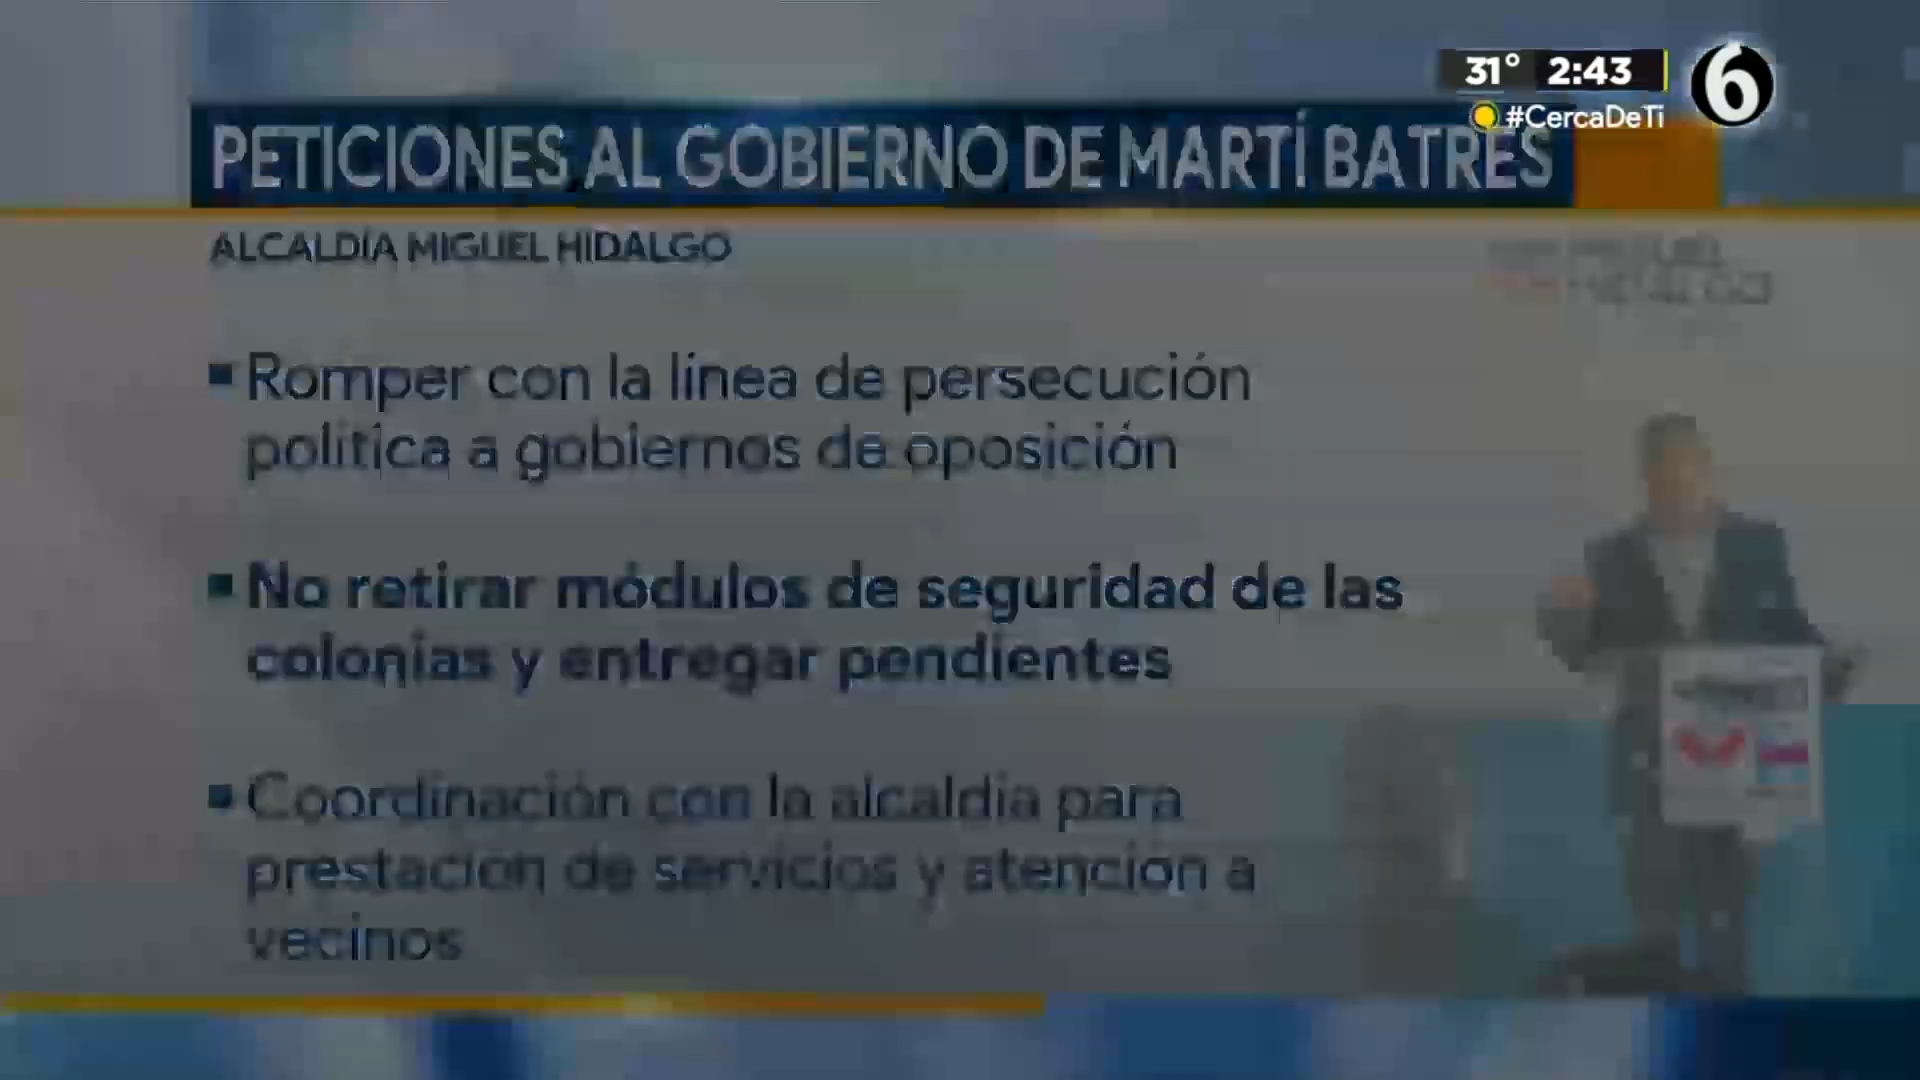 31° 2:43
6
#CercaDeTi
PETICIONES AL GOBIERNO DE MARTÍ BATRES
ALCALDÍA MIGUEL HIDALGO
MIGUEL
HIDALGO
Romper con la línea de persecución
política a gobiernos de oposición
No retirar módulos de seguridad de las
colonias y entregar pendientes
Coordinación con la alcaldía para
prestación de servicios y atención a
vecinos